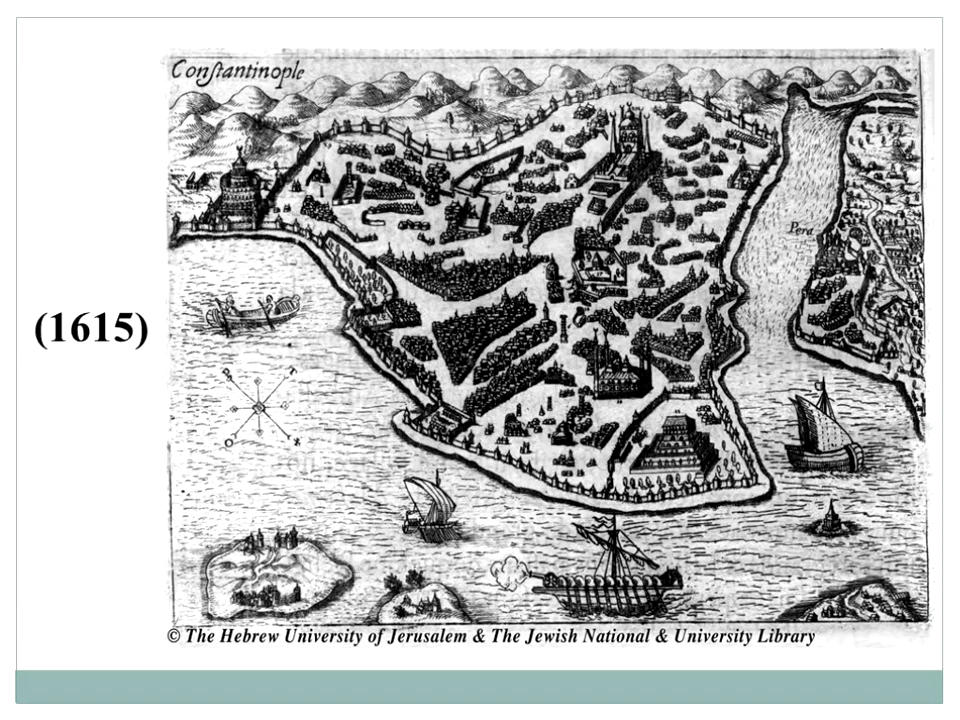 Conſtantinople
Pera
(1615)
© The Hebrew University of Jerusalem & The Jewish National & University Library